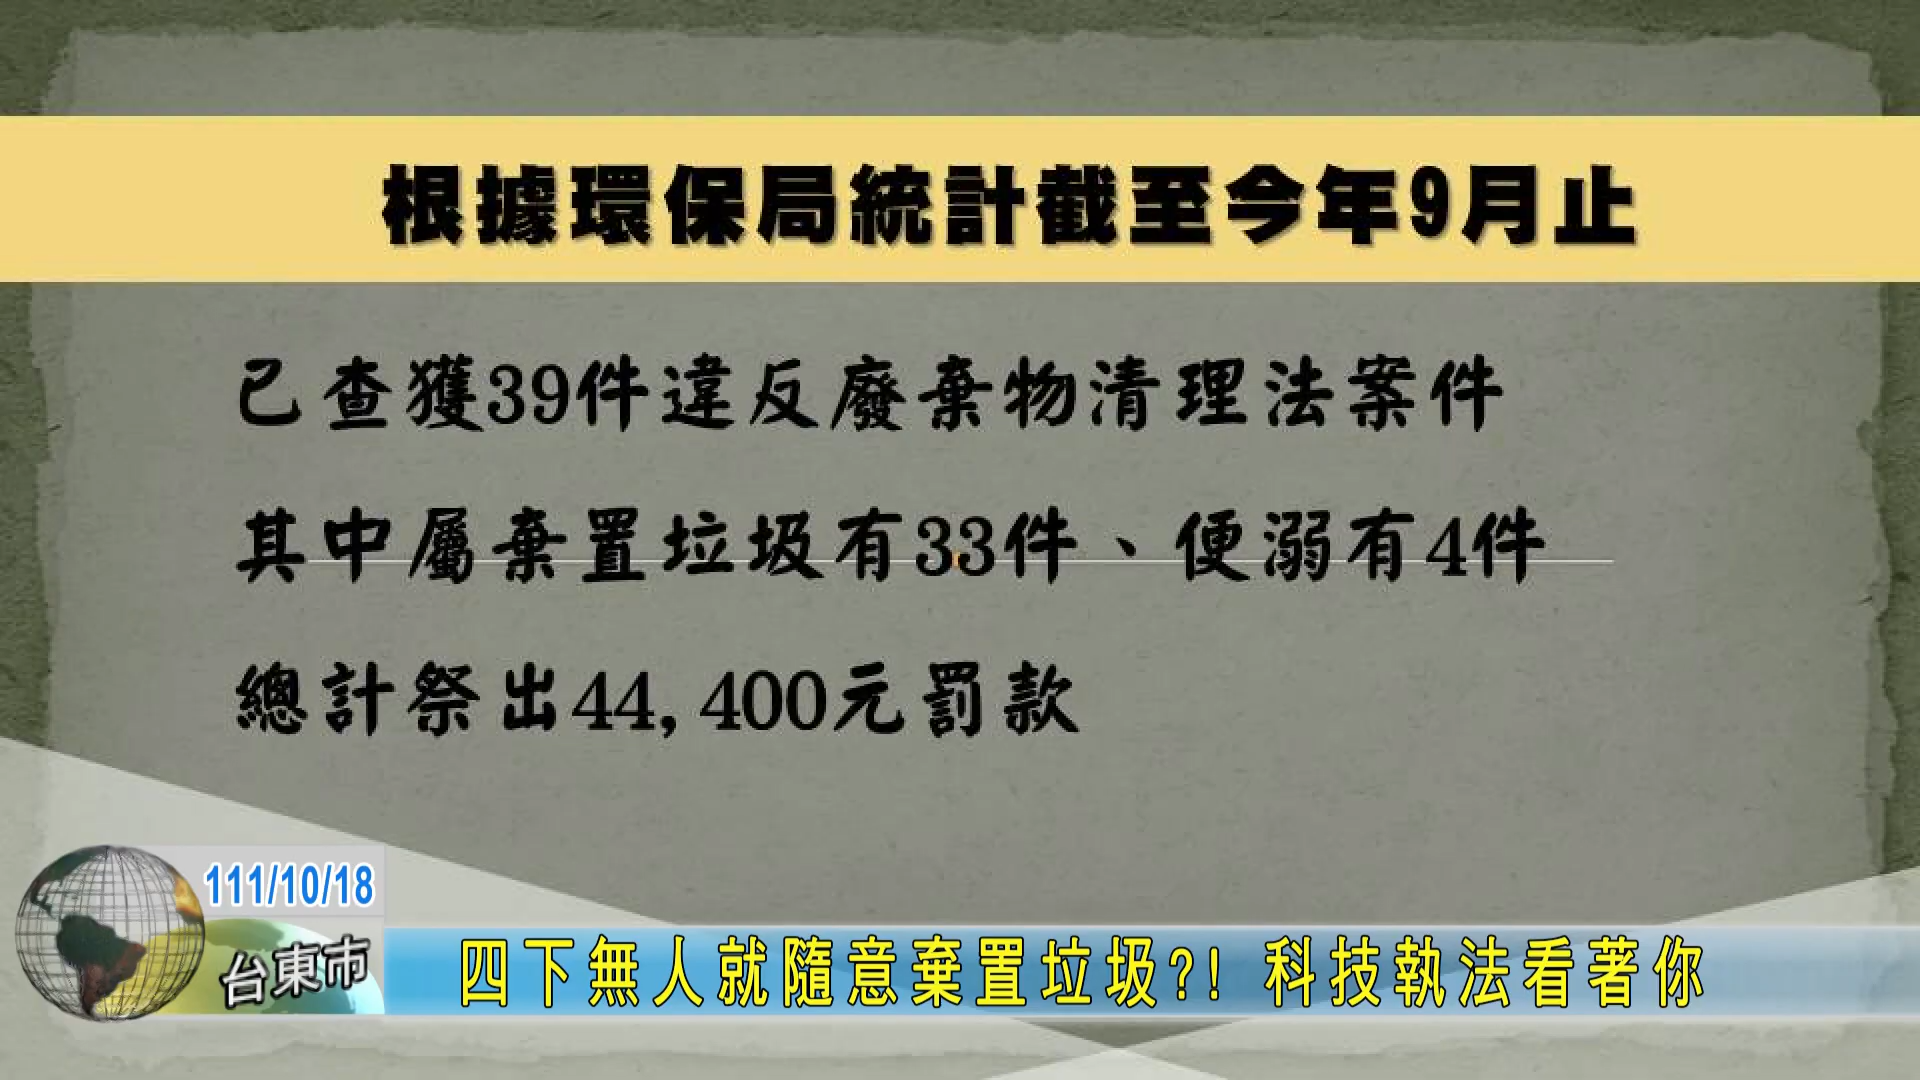 根據環保局統計截至今年9月止
已查獲39件違反廢棄物清理法案件
其中屬棄置垃圾有33件、便溺有4件
總計祭出44,400元罰款
111/10/18
台東市
四下無人就隨意棄置垃圾?! 科技執法看著你